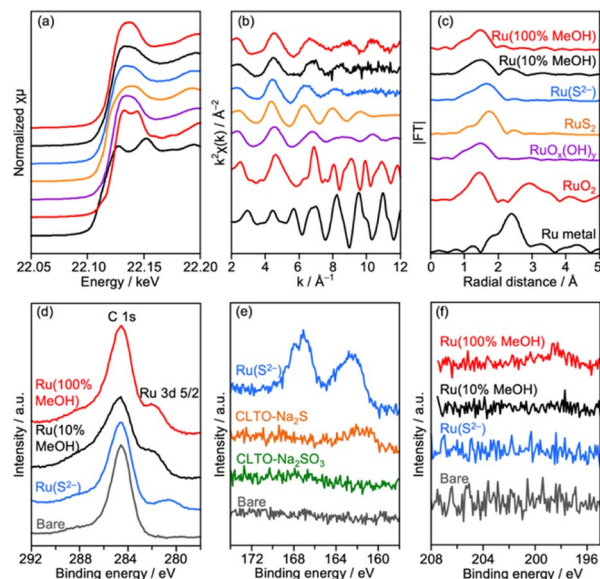 (a)
Normalized χμ
22.05
22.10
22.15
22.20
Energy / keV
(b)
k²χ(k) / Å⁻²
2
4
6
8
10
12
k / Å⁻¹
(c)
|FT|
Ru(100% MeOH)
Ru(10% MeOH)
Ru(S²⁻)
RuS₂
RuOₓ(OH)ᵧ
RuO₂
Ru metal
0
1
2
3
4
5
Radial distance / Å
(d)
C 1s
Ru 3d 5/2
Intensity / a.u.
Ru(100%
MeOH)
Ru(10%
MeOH)
Ru(S²⁻)
Bare
292
288
284
280
Binding energy / eV
(e)
Intensity / a.u.
Ru(S²⁻)
CLTO-Na₂S
CLTO-Na₂SO₃
Bare
172
168
164
160
Binding energy / eV
(f)
Intensity / a.u.
Ru(100% MeOH)
Ru(10% MeOH)
Ru(S²⁻)
Bare
208
204
200
196
Binding energy / eV